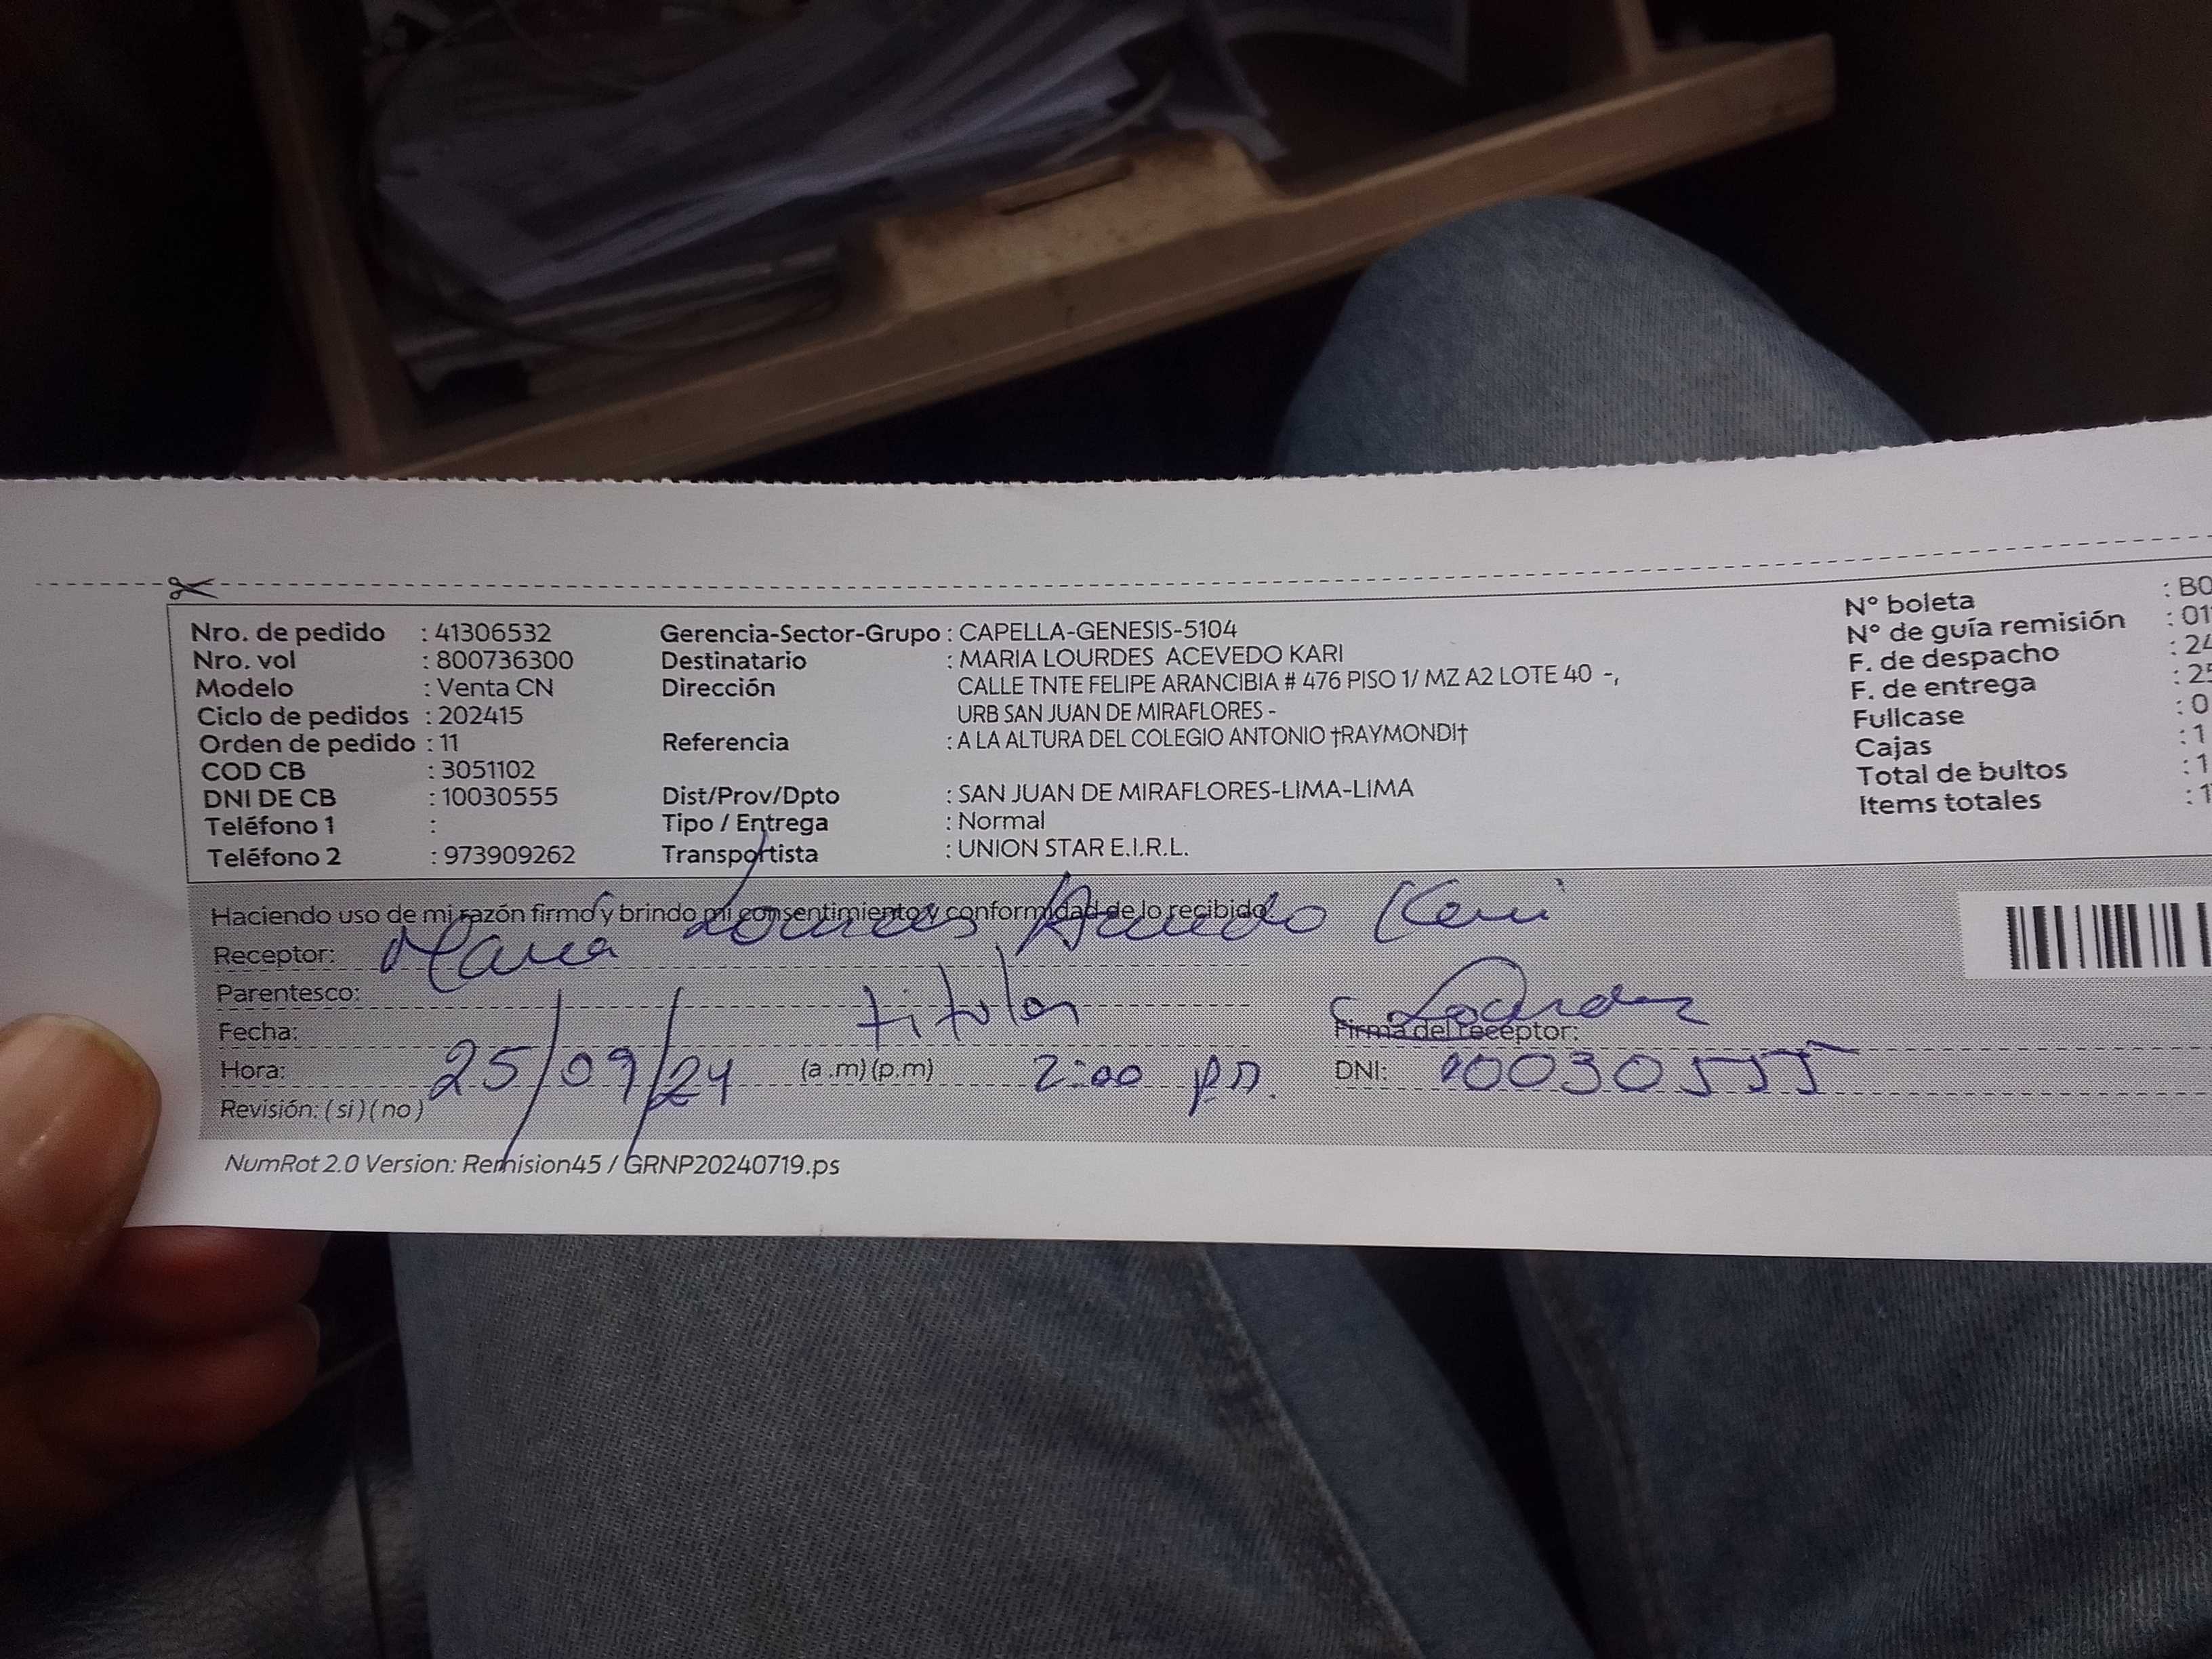 Nro. de pedido : 41306532 Gerencia-Sector-Grupo : CAPELLA-GENESIS-5104 N° boleta : B0
Nro. vol : 800736300 Destinatario : MARIA LOURDES ACEVEDO KARI N° de guía remisión : 01
Modelo : Venta CN Dirección CALLE TNTE FELIPE ARANCIBIA # 476 PISO 1/ MZ A2 LOTE 40 -, F. de despacho : 24
Ciclo de pedidos : 202415 URB SAN JUAN DE MIRAFLORES - F. de entrega : 25
Orden de pedido : 11 Referencia : A LA ALTURA DEL COLEGIO ANTONIO †RAYMONDI† Fullcase : 0
COD CB : 3051102 Cajas : 1
DNI DE CB : 10030555 Dist/Prov/Dpto : SAN JUAN DE MIRAFLORES-LIMA-LIMA Total de bultos : 1
Teléfono 1 : Tipo / Entrega : Normal Items totales : 1
Teléfono 2 : 973909262 Transportista : UNION STAR E.I.R.L.
Haciendo uso de mi razón firmo y brindo mi consentimiento y conformidad de lo recibido
Receptor: Maria Lourdes Acevedo Kari
Parentesco: titular
Fecha: Lourdes Firma del receptor:
Hora: 25/09/24 (a .m) (p.m) 2:00 pm. DNI: 10030555
Revisión: ( si ) ( no )
NumRot 2.0 Version: Remision45 / GRNP20240719.ps